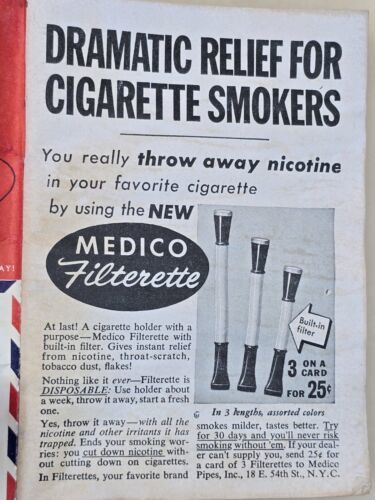 DRAMATIC RELIEF FOR
CIGARETTE SMOKERS
You really throw away nicotine
in your favorite cigarette
by using the NEW
MEDICO
Filterette
AY!
Built-in
filter
3 ON A
CARD
FOR 25¢
In 3 lengths, assorted colors
At last! A cigarette holder with a
purpose—Medico Filterette with
built-in filter. Gives instant relief
from nicotine, throat-scratch,
tobacco dust, flakes!
Nothing like it ever—Filterette is
DISPOSABLE: Use holder about
a week, throw it away, start a fresh
one.
Yes, throw it away—with all the
nicotine and other irritants it has
trapped. Ends your smoking wor-
ries: you cut down nicotine with-
out cutting down on cigarettes.
In Filterettes, your favorite brand
smokes milder, tastes better. Try
for 30 days and you'll never risk
smoking without 'em. If your deal-
er can't supply you, send 25¢ for
a card of 3 Filterettes to Medico
Pipes, Inc., 18 E. 54th St., N.Y.C.